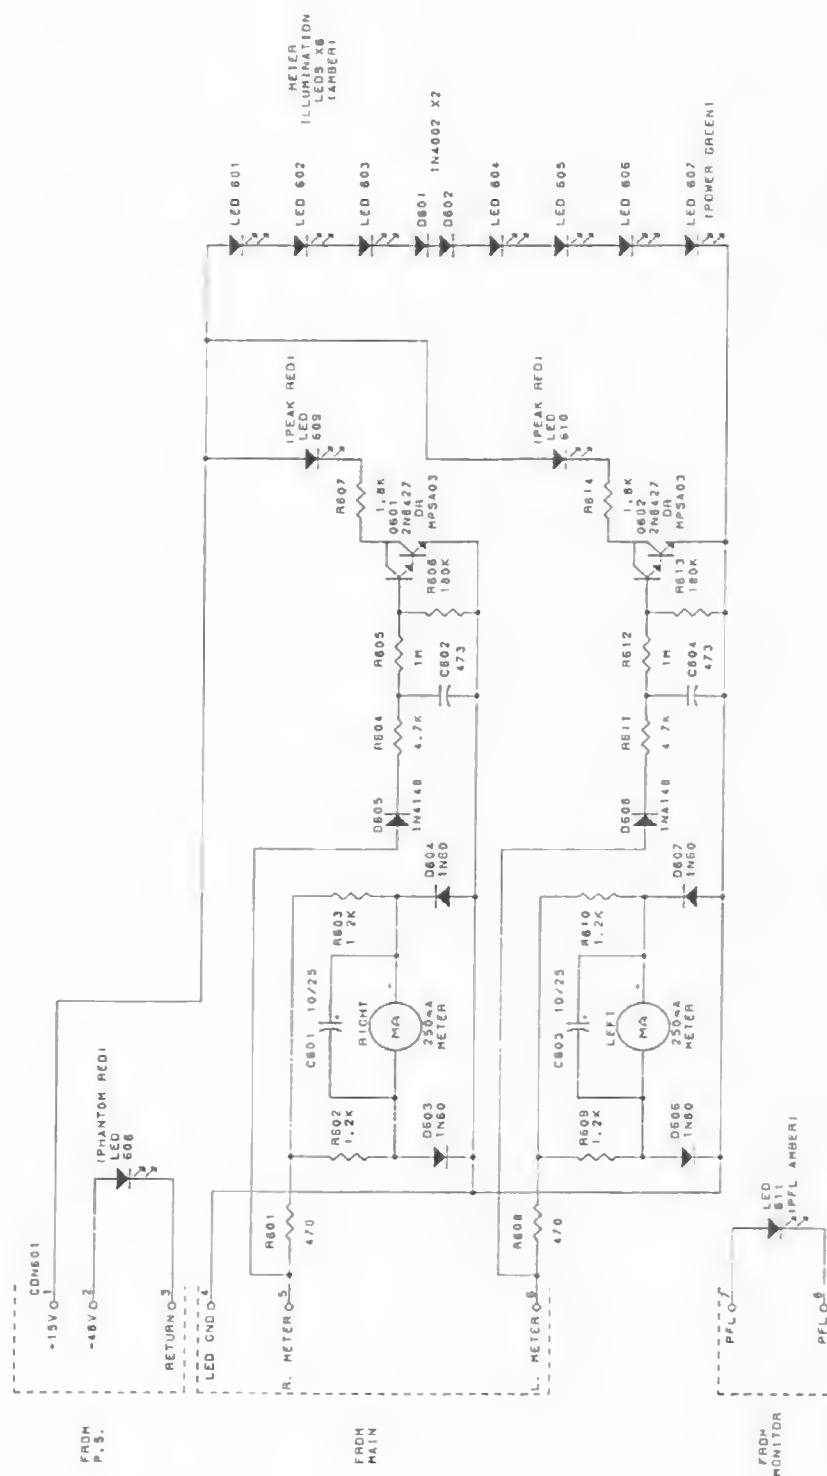 FROM
P.S.
FROM
MAIN
FROM
MONITOR
CON601
-15V
1
-48V
2
RETURN
3
LED GND
4
R. METER
5
L. METER
6
PFL
7
PFL
8
(PHANTOM RED)
LED
608
R601
470
R602
1.2K
C601 10/25
RIGHT
MA
250mA
METER
D603
1N60
R603
1.2K
D604
1N60
D605
1N4148
R604
4.7K
C602
473
R605
1M
R606
180K
R607
1.8K
Q601
2N6427
OR
MPSA03
(PEAK RED)
LED
609
R608
470
R609
1.2K
C603 10/25
LEFT
MA
250mA
METER
D606
1N60
R610
1.2K
D607
1N60
D608
1N4148
R611
4.7K
C604
473
R612
1M
R613
180K
R614
1.8K
Q602
2N6427
OR
MPSA03
(PEAK RED)
LED
610
LED
611
(PFL AMBER)
METER
ILLUMINATION
LEDS X6
(AMBER)
LED 601
LED 602
LED 603
D601
D602
1N4002 X2
LED 604
LED 605
LED 606
LED 607
(POWER GREEN)